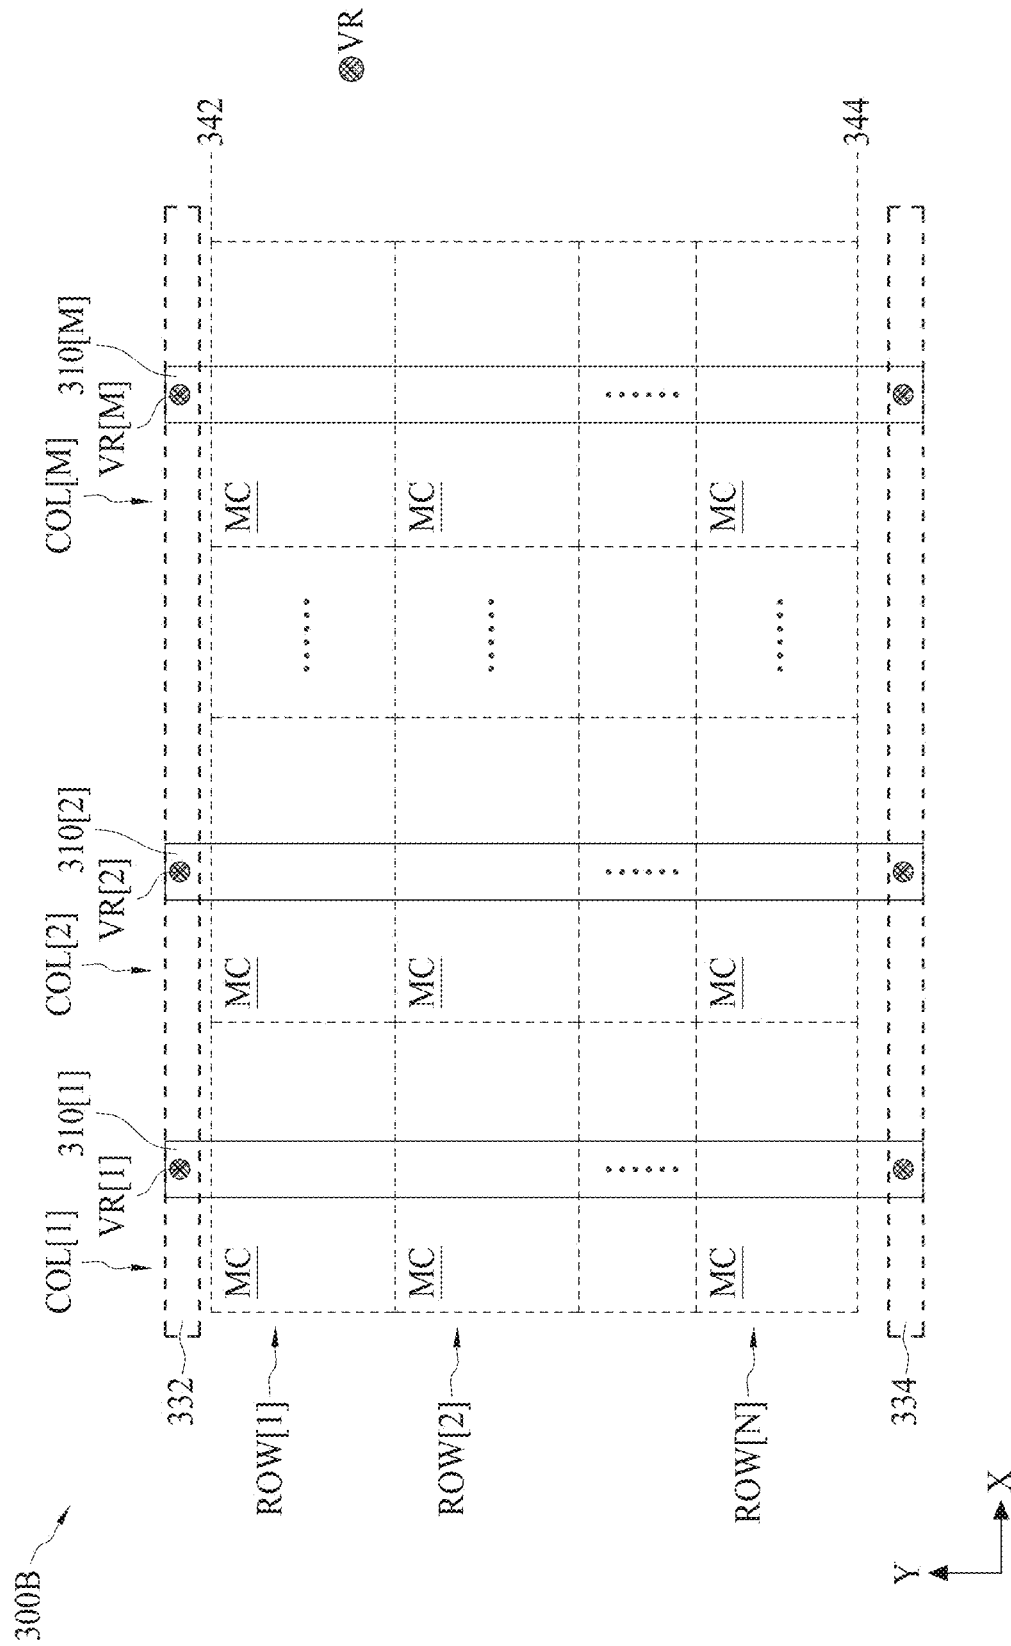 300B
COL[1]
COL[2]
COL[M]
VR[1]
310[1]
VR[2]
310[2]
VR[M]
310[M]
332
342
VR
ROW[1]
MC
MC
MC
ROW[2]
MC
MC
MC
ROW[N]
MC
MC
MC
344
334
Y
X